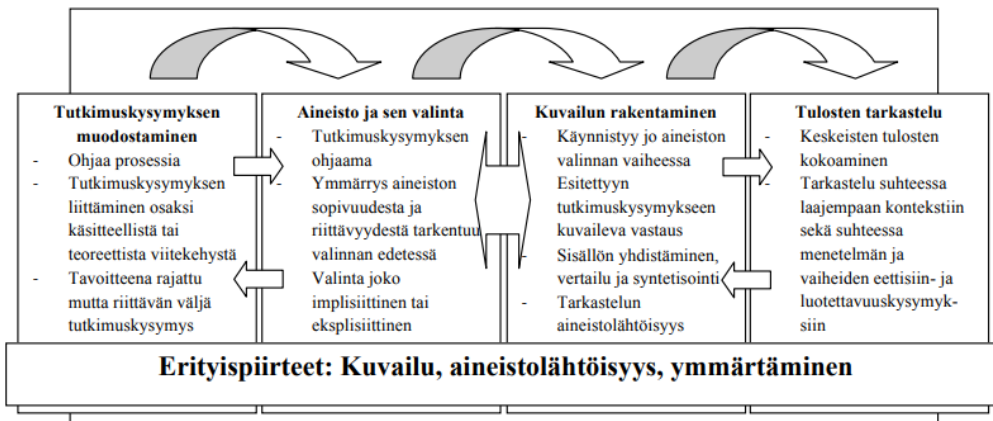 Tutkimuskysymyksen
muodostaminen
- Ohjaa prosessia
- Tutkimuskysymyksen
liittäminen osaksi
käsitteellistä tai
teoreettista viitekehystä
- Tavoitteena rajattu
mutta riittävän väljä
tutkimuskysymys
Aineisto ja sen valinta
- Tutkimuskysymyksen
ohjaama
- Ymmärrys aineiston
sopivuudesta ja
riittävyydestä tarkentuu
valinnan edetessä
- Valinta joko
implisiittinen tai
eksplisiittinen
Kuvailun rakentaminen
- Käynnistyy jo aineiston
valinnan vaiheessa
Esitettyyn
tutkimuskysymykseen
kuvaileva vastaus
- Sisällön yhdistäminen,
vertailu ja syntetisointi
- Tarkastelun
aineistolähtöisyys
Tulosten tarkastelu
- Keskeisten tulosten
kokoaminen
- Tarkastelu suhteessa
laajempaan kontekstiin
sekä suhteessa
menetelmän ja
vaiheiden eettisiin- ja
luotettavuuskysymyk-
siin
Erityispiirteet: Kuvailu, aineistolähtöisyys, ymmärtäminen